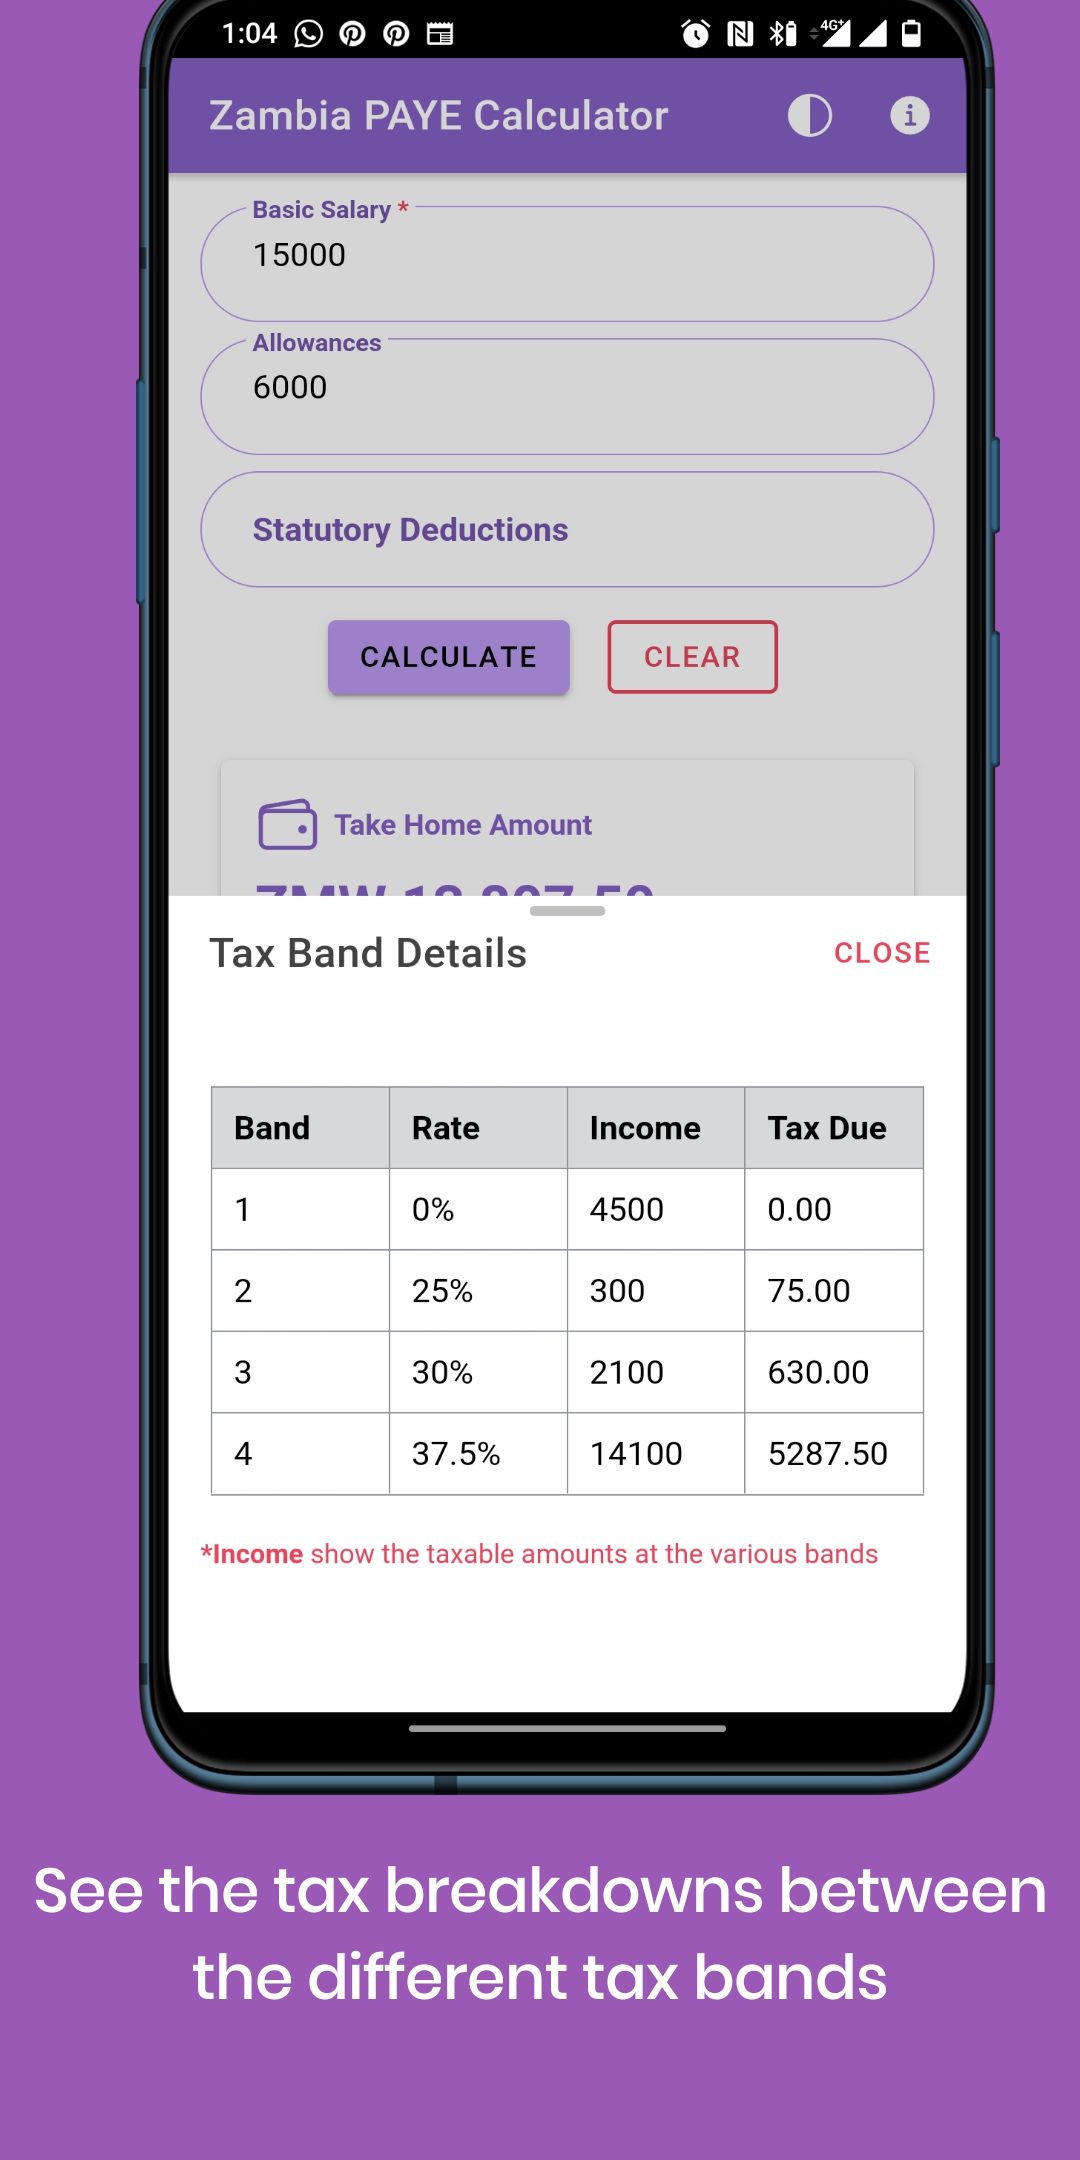 1:04
4G+
Zambia PAYE Calculator
Basic Salary *
15000
Allowances
6000
Statutory Deductions
CALCULATE
CLEAR
Take Home Amount
Tax Band Details
CLOSE
Band Rate Income Tax Due
1 0% 4500 0.00
2 25% 300 75.00
3 30% 2100 630.00
4 37.5% 14100 5287.50
*Income show the taxable amounts at the various bands
See the tax breakdowns between
the different tax bands